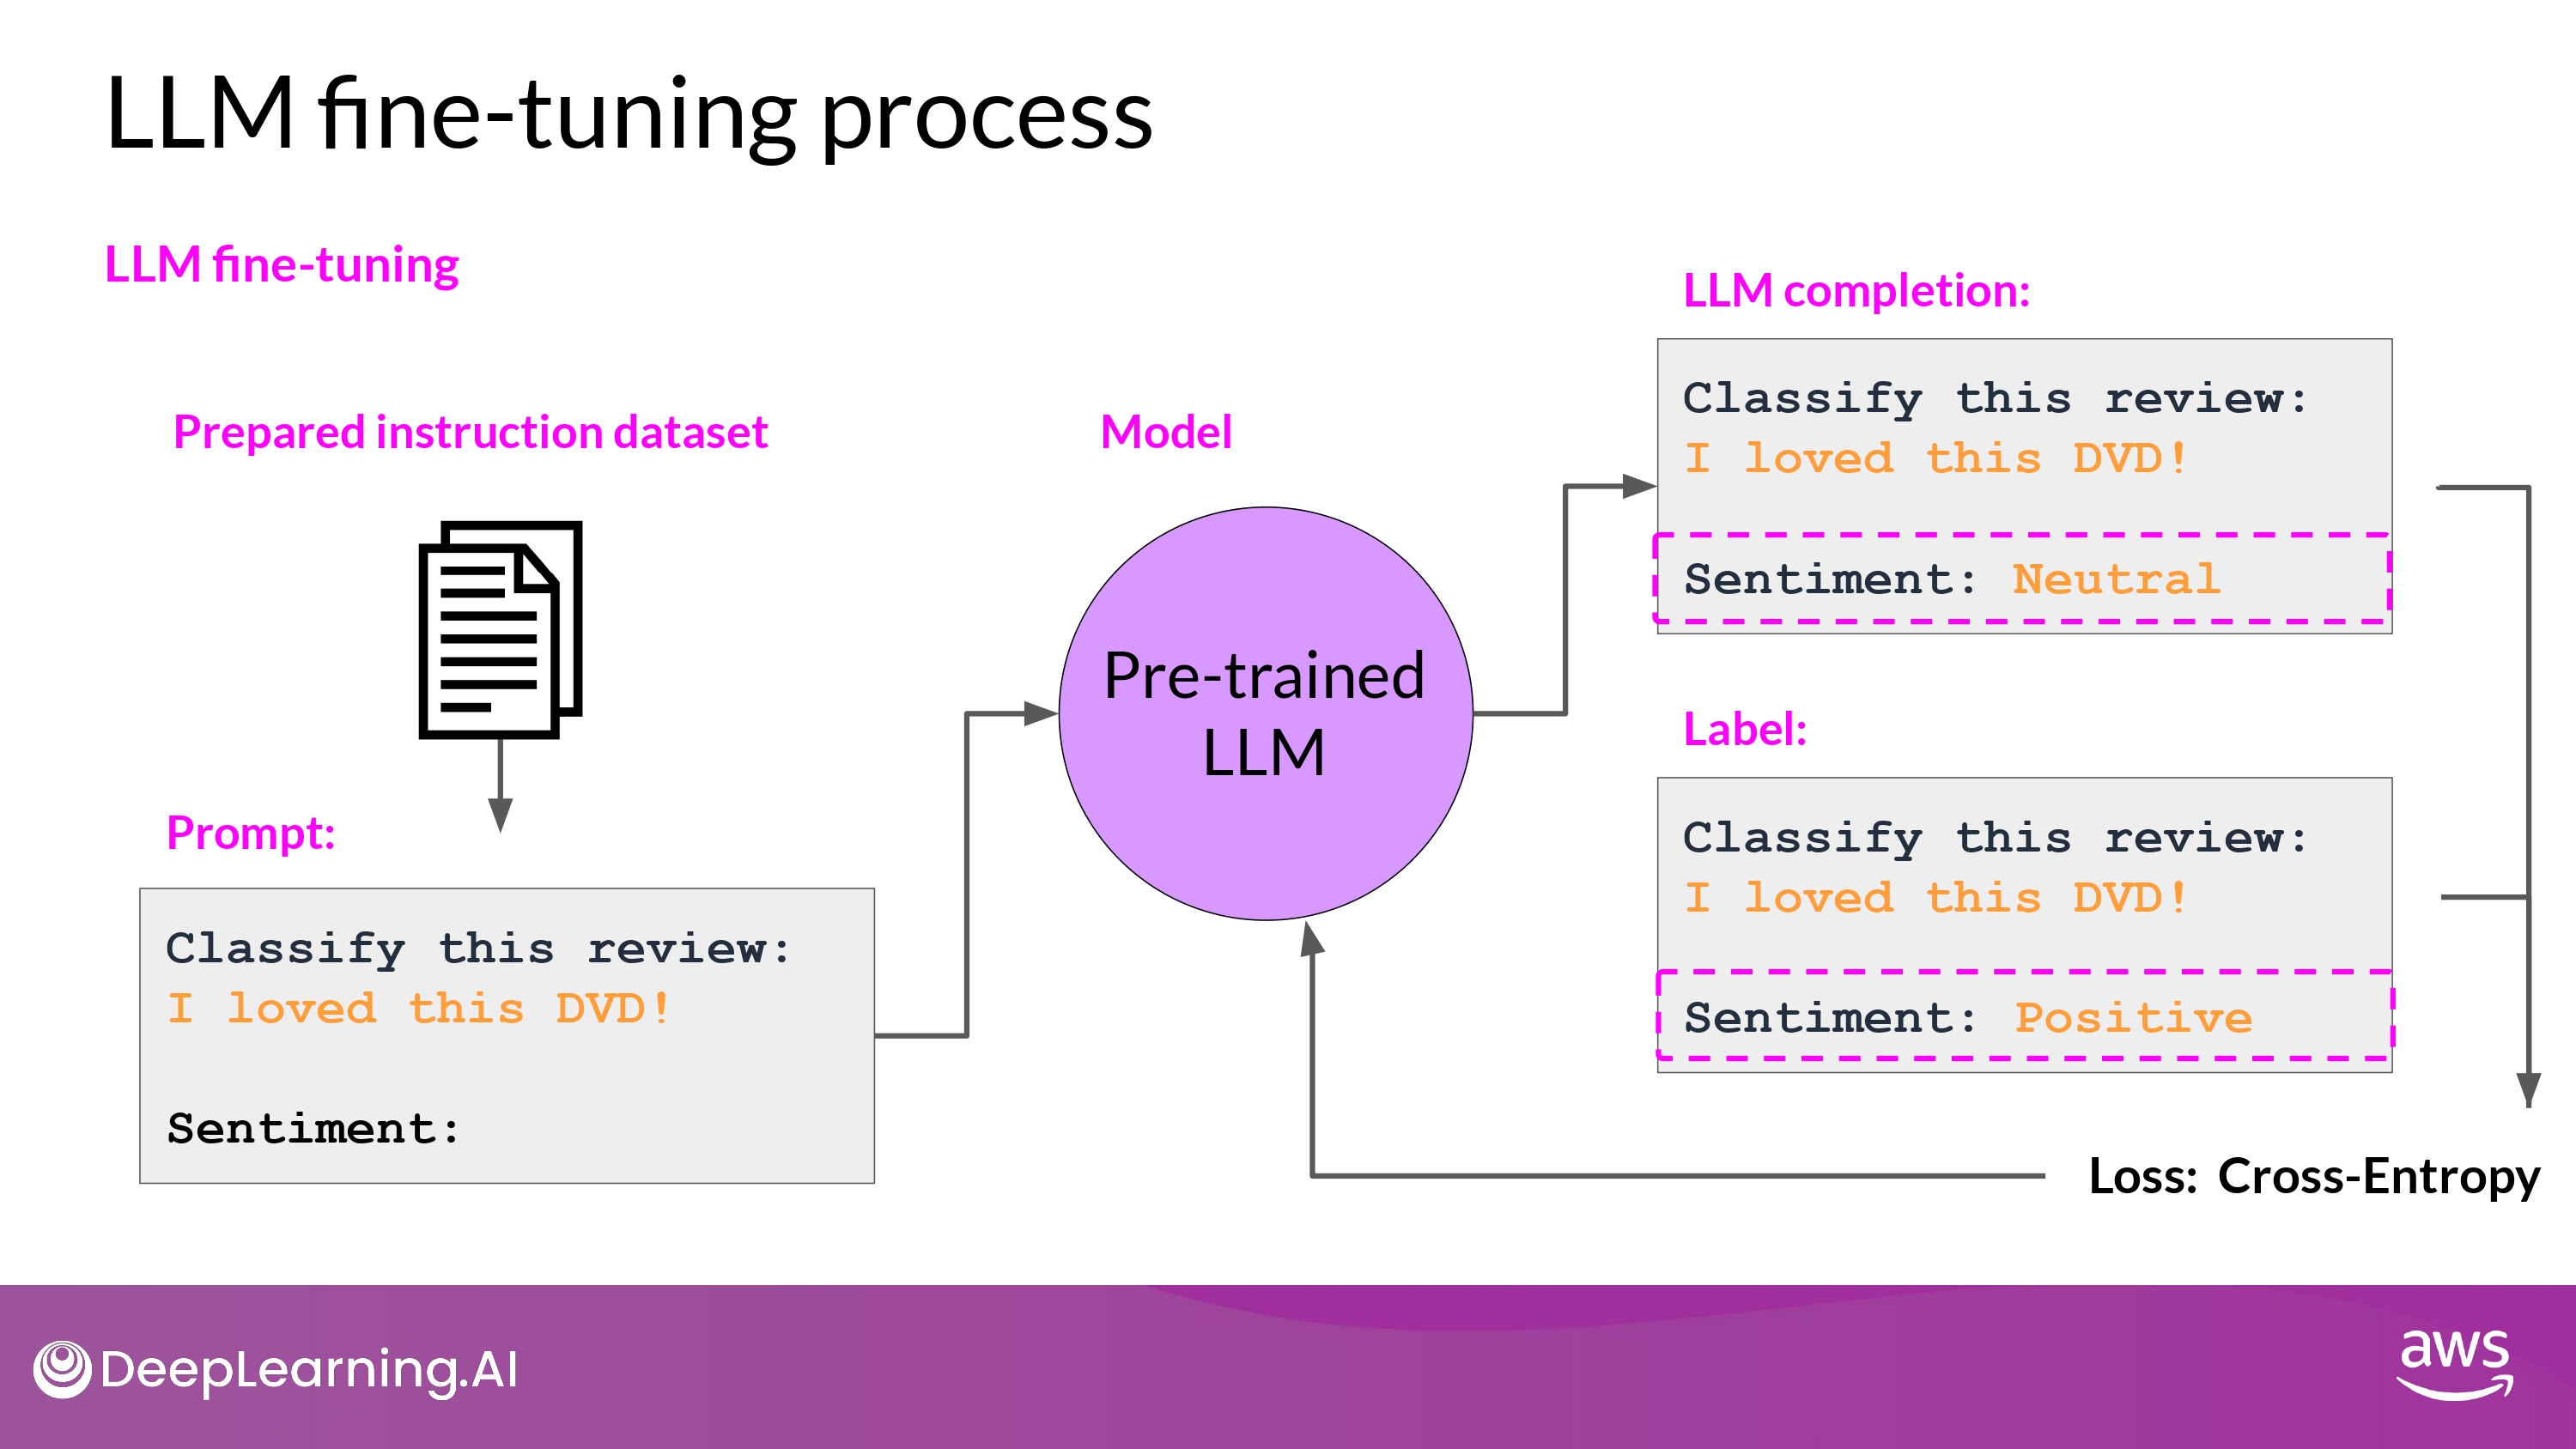 LLM fine-tuning process
LLM fine-tuning
Prepared instruction dataset
Prompt:
Classify this review:
I loved this DVD!
Sentiment:
Model
Pre-trained
LLM
LLM completion:
Classify this review:
I loved this DVD!
Sentiment: Neutral
Label:
Classify this review:
I loved this DVD!
Sentiment: Positive
Loss: Cross-Entropy
DeepLearning.AI
aws